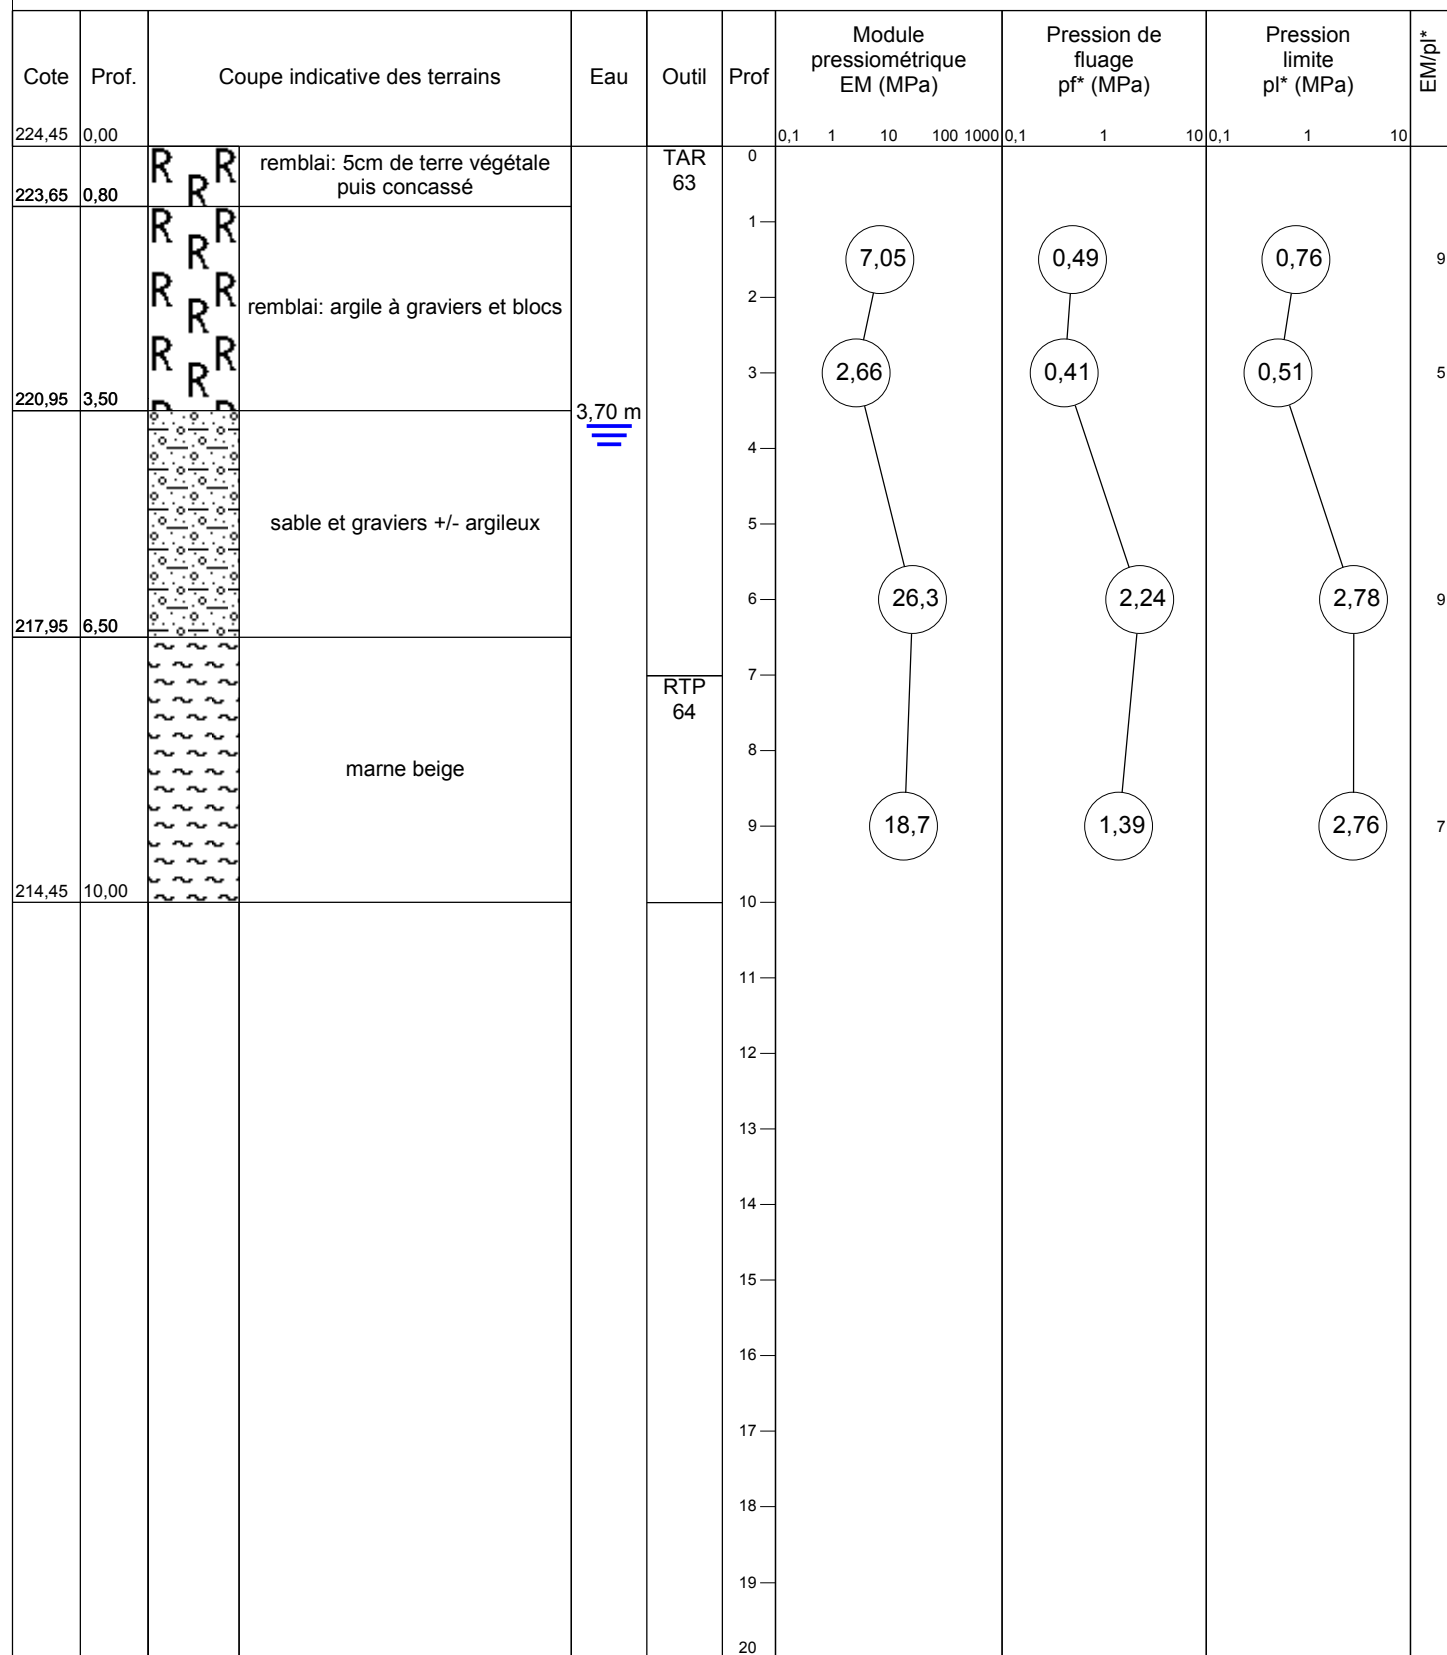 Cote
Prof.
Coupe indicative des terrains
Eau
Outil
Prof
Module
pressiométrique
EM (MPa)
Pression de
fluage
pf* (MPa)
Pression
limite
pl* (MPa)
EM/pl*
224,45 0,00
0,1 1 10 100 1000
0,1 1 10
0,1 1 10
R R R
remblai: 5cm de terre végétale
puis concassé
TAR
63
0
223,65 0,80
R R R
1
7,05 0,49 0,76 9
2
R R R
remblai: argile à graviers et blocs
R R R
3
2,66 0,41 0,51 5
220,95 3,50
3,70 m
4
5
sable et graviers +/- argileux
6
26,3 2,24 2,78 9
217,95 6,50
7
RTP
64
8
marne beige
9
18,7 1,39 2,76 7
214,45 10,00
10
11
12
13
14
15
16
17
18
19
20